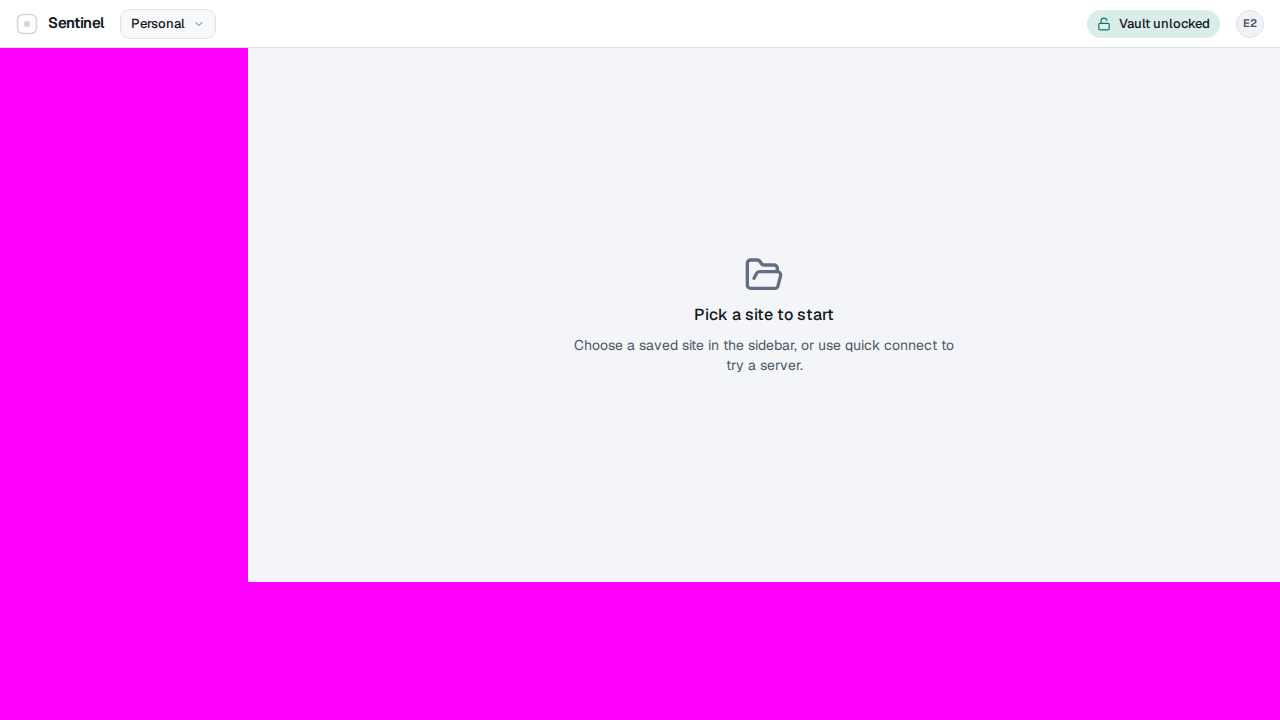 Sentinel
Personal
Vault unlocked
E2
Pick a site to start
Choose a saved site in the sidebar, or use quick connect to
try a server.